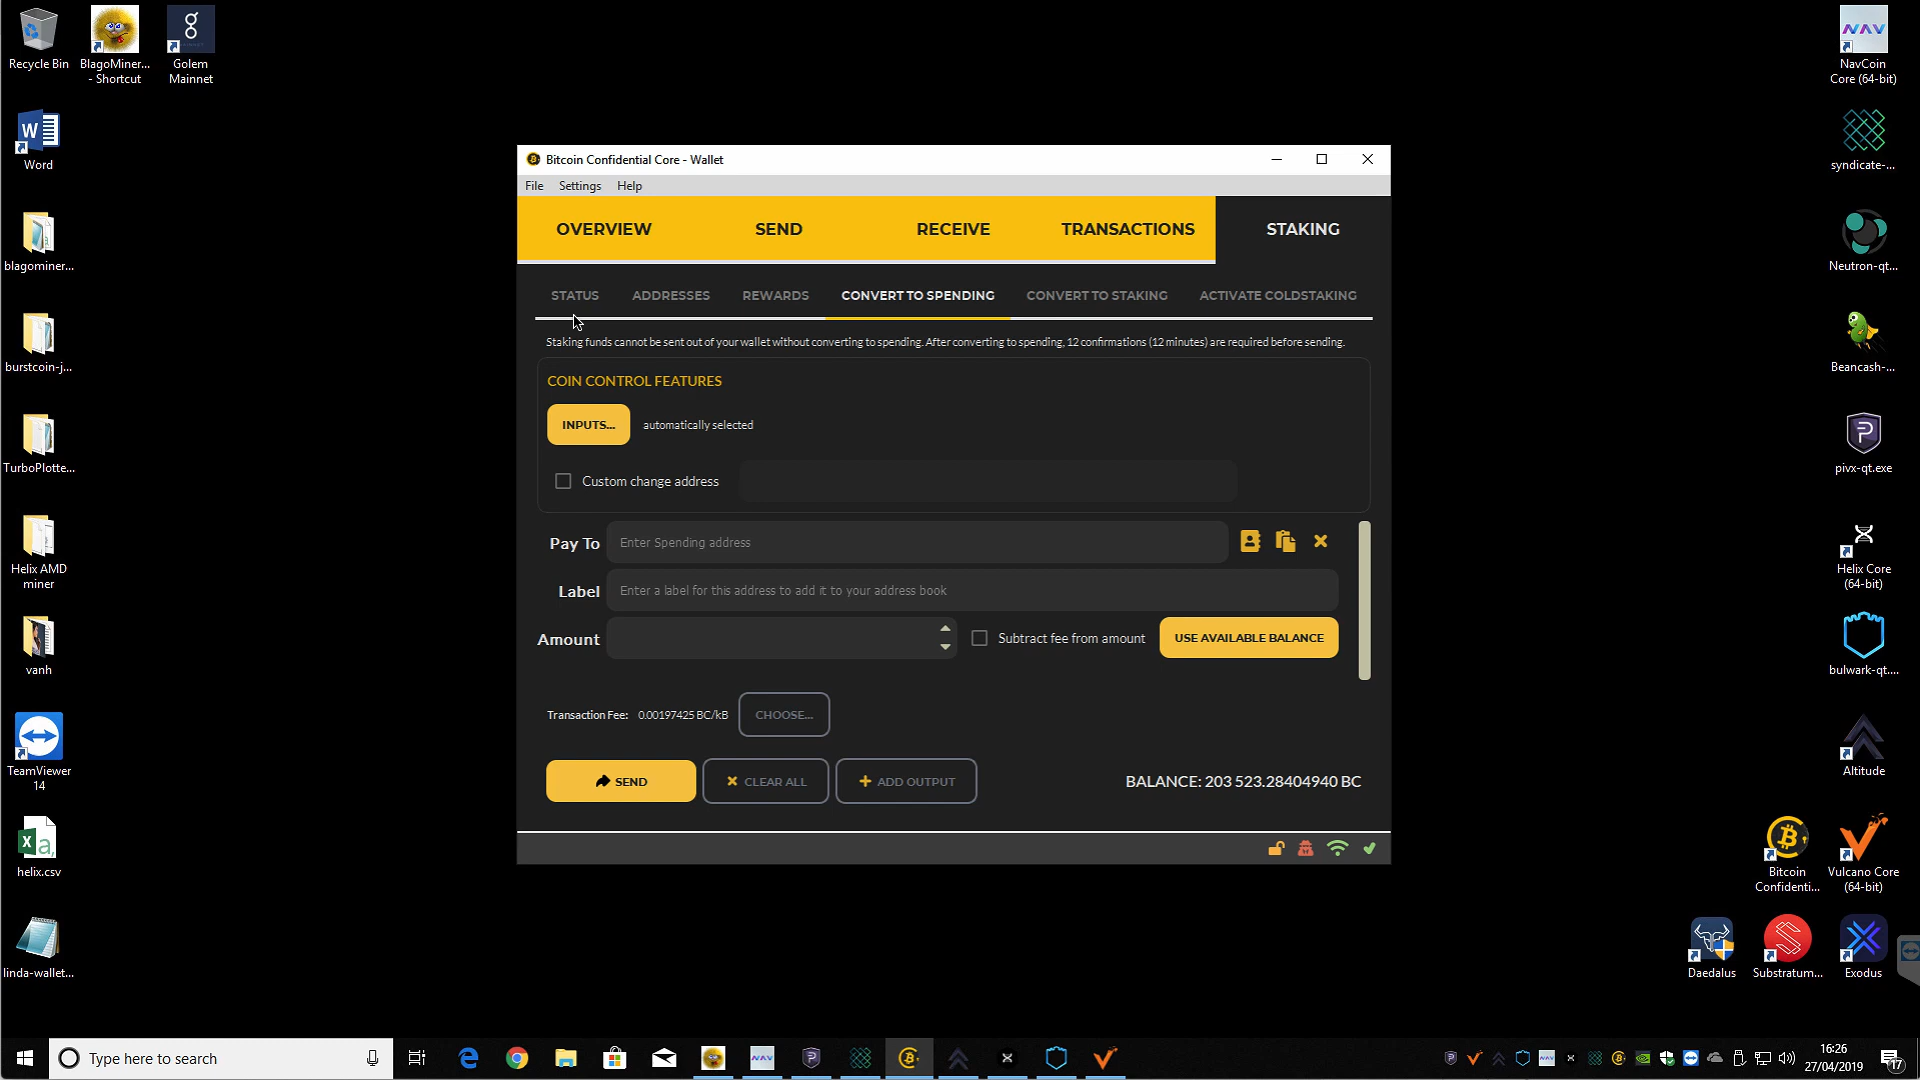 Recycle Bin
BlagoMiner...
- Shortcut
Golem
Mainnet
Word
blagominer...
burstcoin-j...
TurboPlotte...
Helix AMD
miner
vanh
TeamViewer
14
helix.csv
linda-wallet...
Bitcoin Confidential Core - Wallet
File Settings Help
OVERVIEW SEND RECEIVE TRANSACTIONS STAKING
STATUS ADDRESSES REWARDS CONVERT TO SPENDING CONVERT TO STAKING ACTIVATE COLDSTAKING
Staking funds cannot be sent out of your wallet without converting to spending. After converting to spending, 12 confirmations (12 minutes) are required before sending.
COIN CONTROL FEATURES
INPUTS... automatically selected
Custom change address
Pay To Enter Spending address
Label Enter a label for this address to add it to your address book
Amount Subtract fee from amount USE AVAILABLE BALANCE
Transaction Fee: 0.00197425 BC/kB CHOOSE...
SEND CLEAR ALL ADD OUTPUT BALANCE: 203 523.28404940 BC
NAV
NavCoin
Core (64-bit)
syndicate-...
Neutron-qt...
Beancash-...
pivx-qt.exe
Helix Core
(64-bit)
bulwark-qt....
Altitude
Bitcoin
Confidenti...
Vulcano Core
(64-bit)
Daedalus
Substratum...
Exodus
Type here to search
NAV
16:26
27/04/2019
17